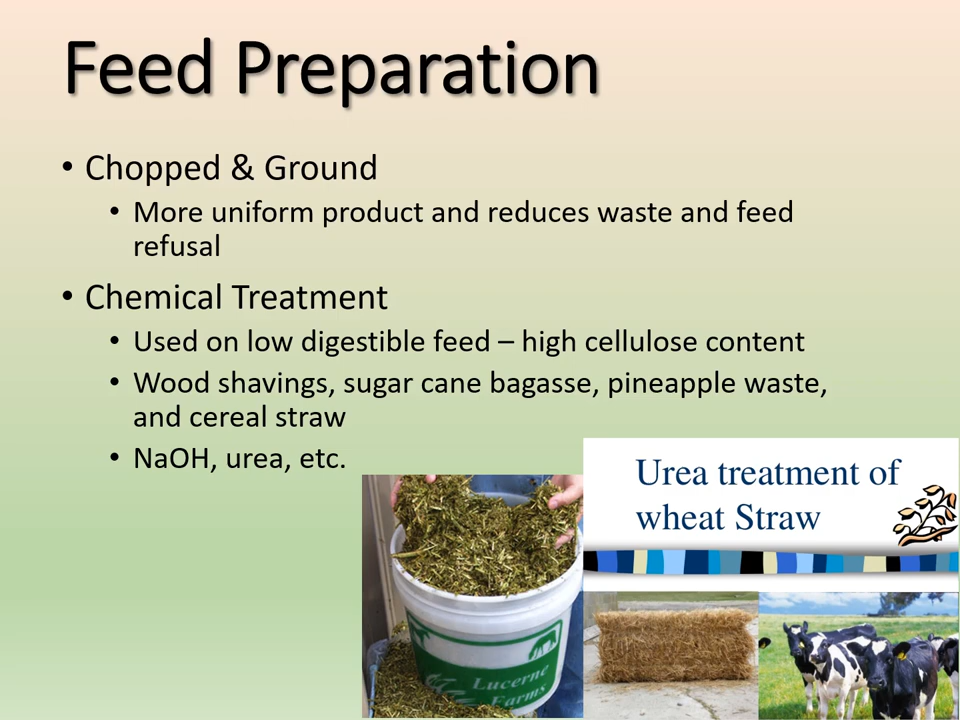 Feed Preparation
• Chopped & Ground
• More uniform product and reduces waste and feed
refusal
• Chemical Treatment
• Used on low digestible feed – high cellulose content
• Wood shavings, sugar cane bagasse, pineapple waste,
and cereal straw
• NaOH, urea, etc.
Urea treatment of
wheat Straw
Lucerne
Farms